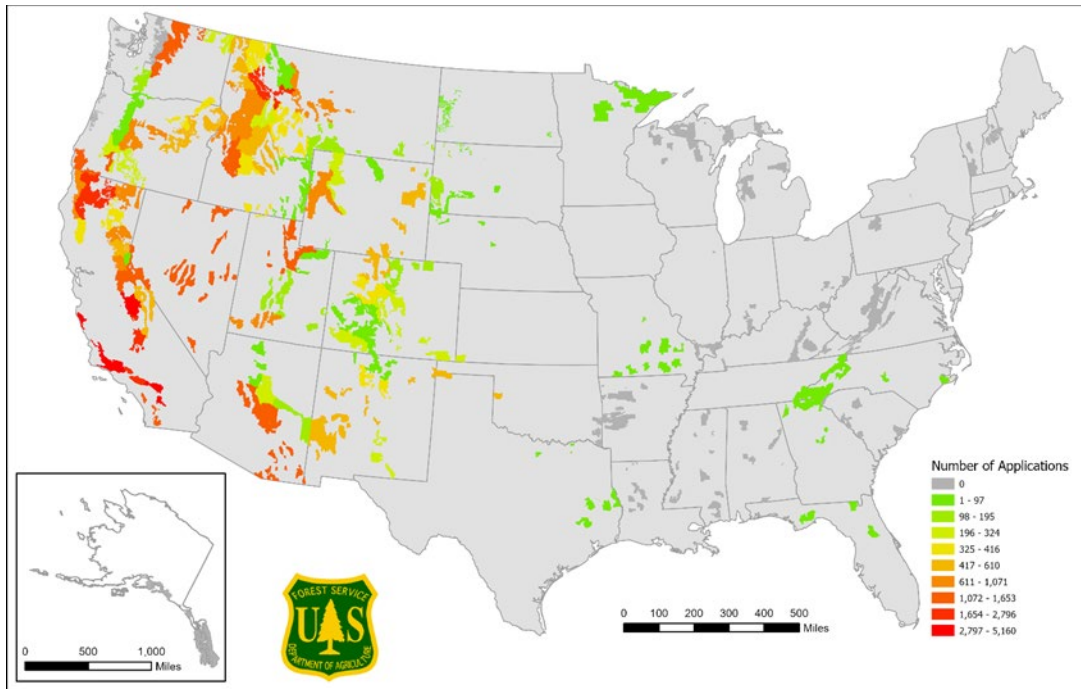 Number of Applications
0
1 - 97
98 - 195
196 - 324
325 - 416
417 - 610
611 - 1,071
1,072 - 1,653
1,654 - 2,796
2,797 - 5,160
0 100 200 300 400 500
Miles
FOREST SERVICE
U S
DEPARTMENT OF AGRICULTURE
0 500 1,000
Miles